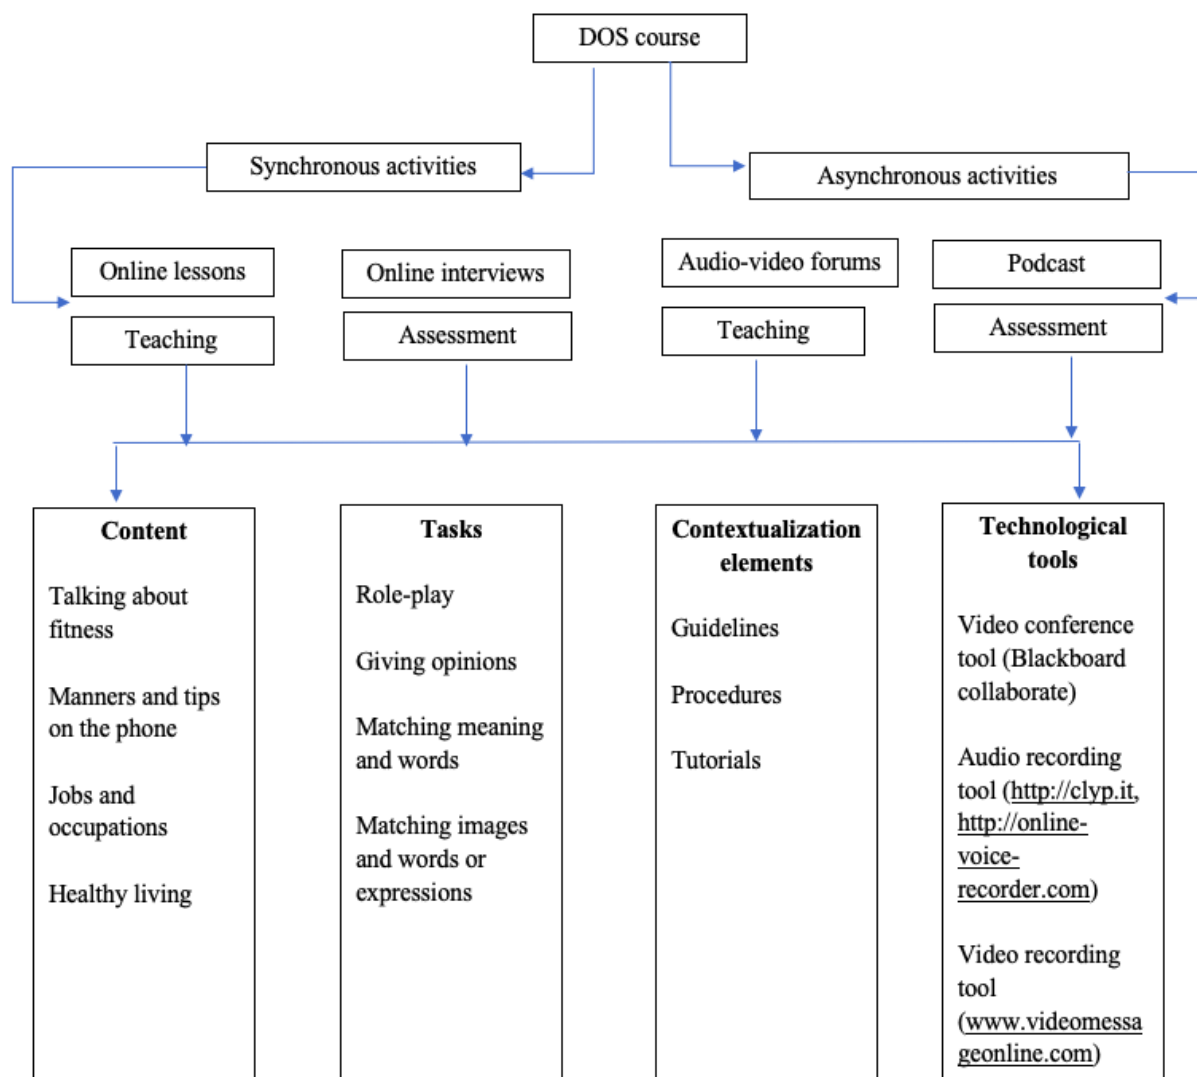 DOS course
Synchronous activities
Asynchronous activities
Online lessons
Teaching
Online interviews
Assessment
Audio-video forums
Teaching
Podcast
Assessment
Content
Talking about
fitness
Manners and tips
on the phone
Jobs and
occupations
Healthy living
Tasks
Role-play
Giving opinions
Matching meaning
and words
Matching images
and words or
expressions
Contextualization
elements
Guidelines
Procedures
Tutorials
Technological
tools
Video conference
tool (Blackboard
collaborate)
Audio recording
tool (http://clyp.it,
http://online-
voice-
recorder.com)
Video recording
tool
(www.videomessa
geonline.com)